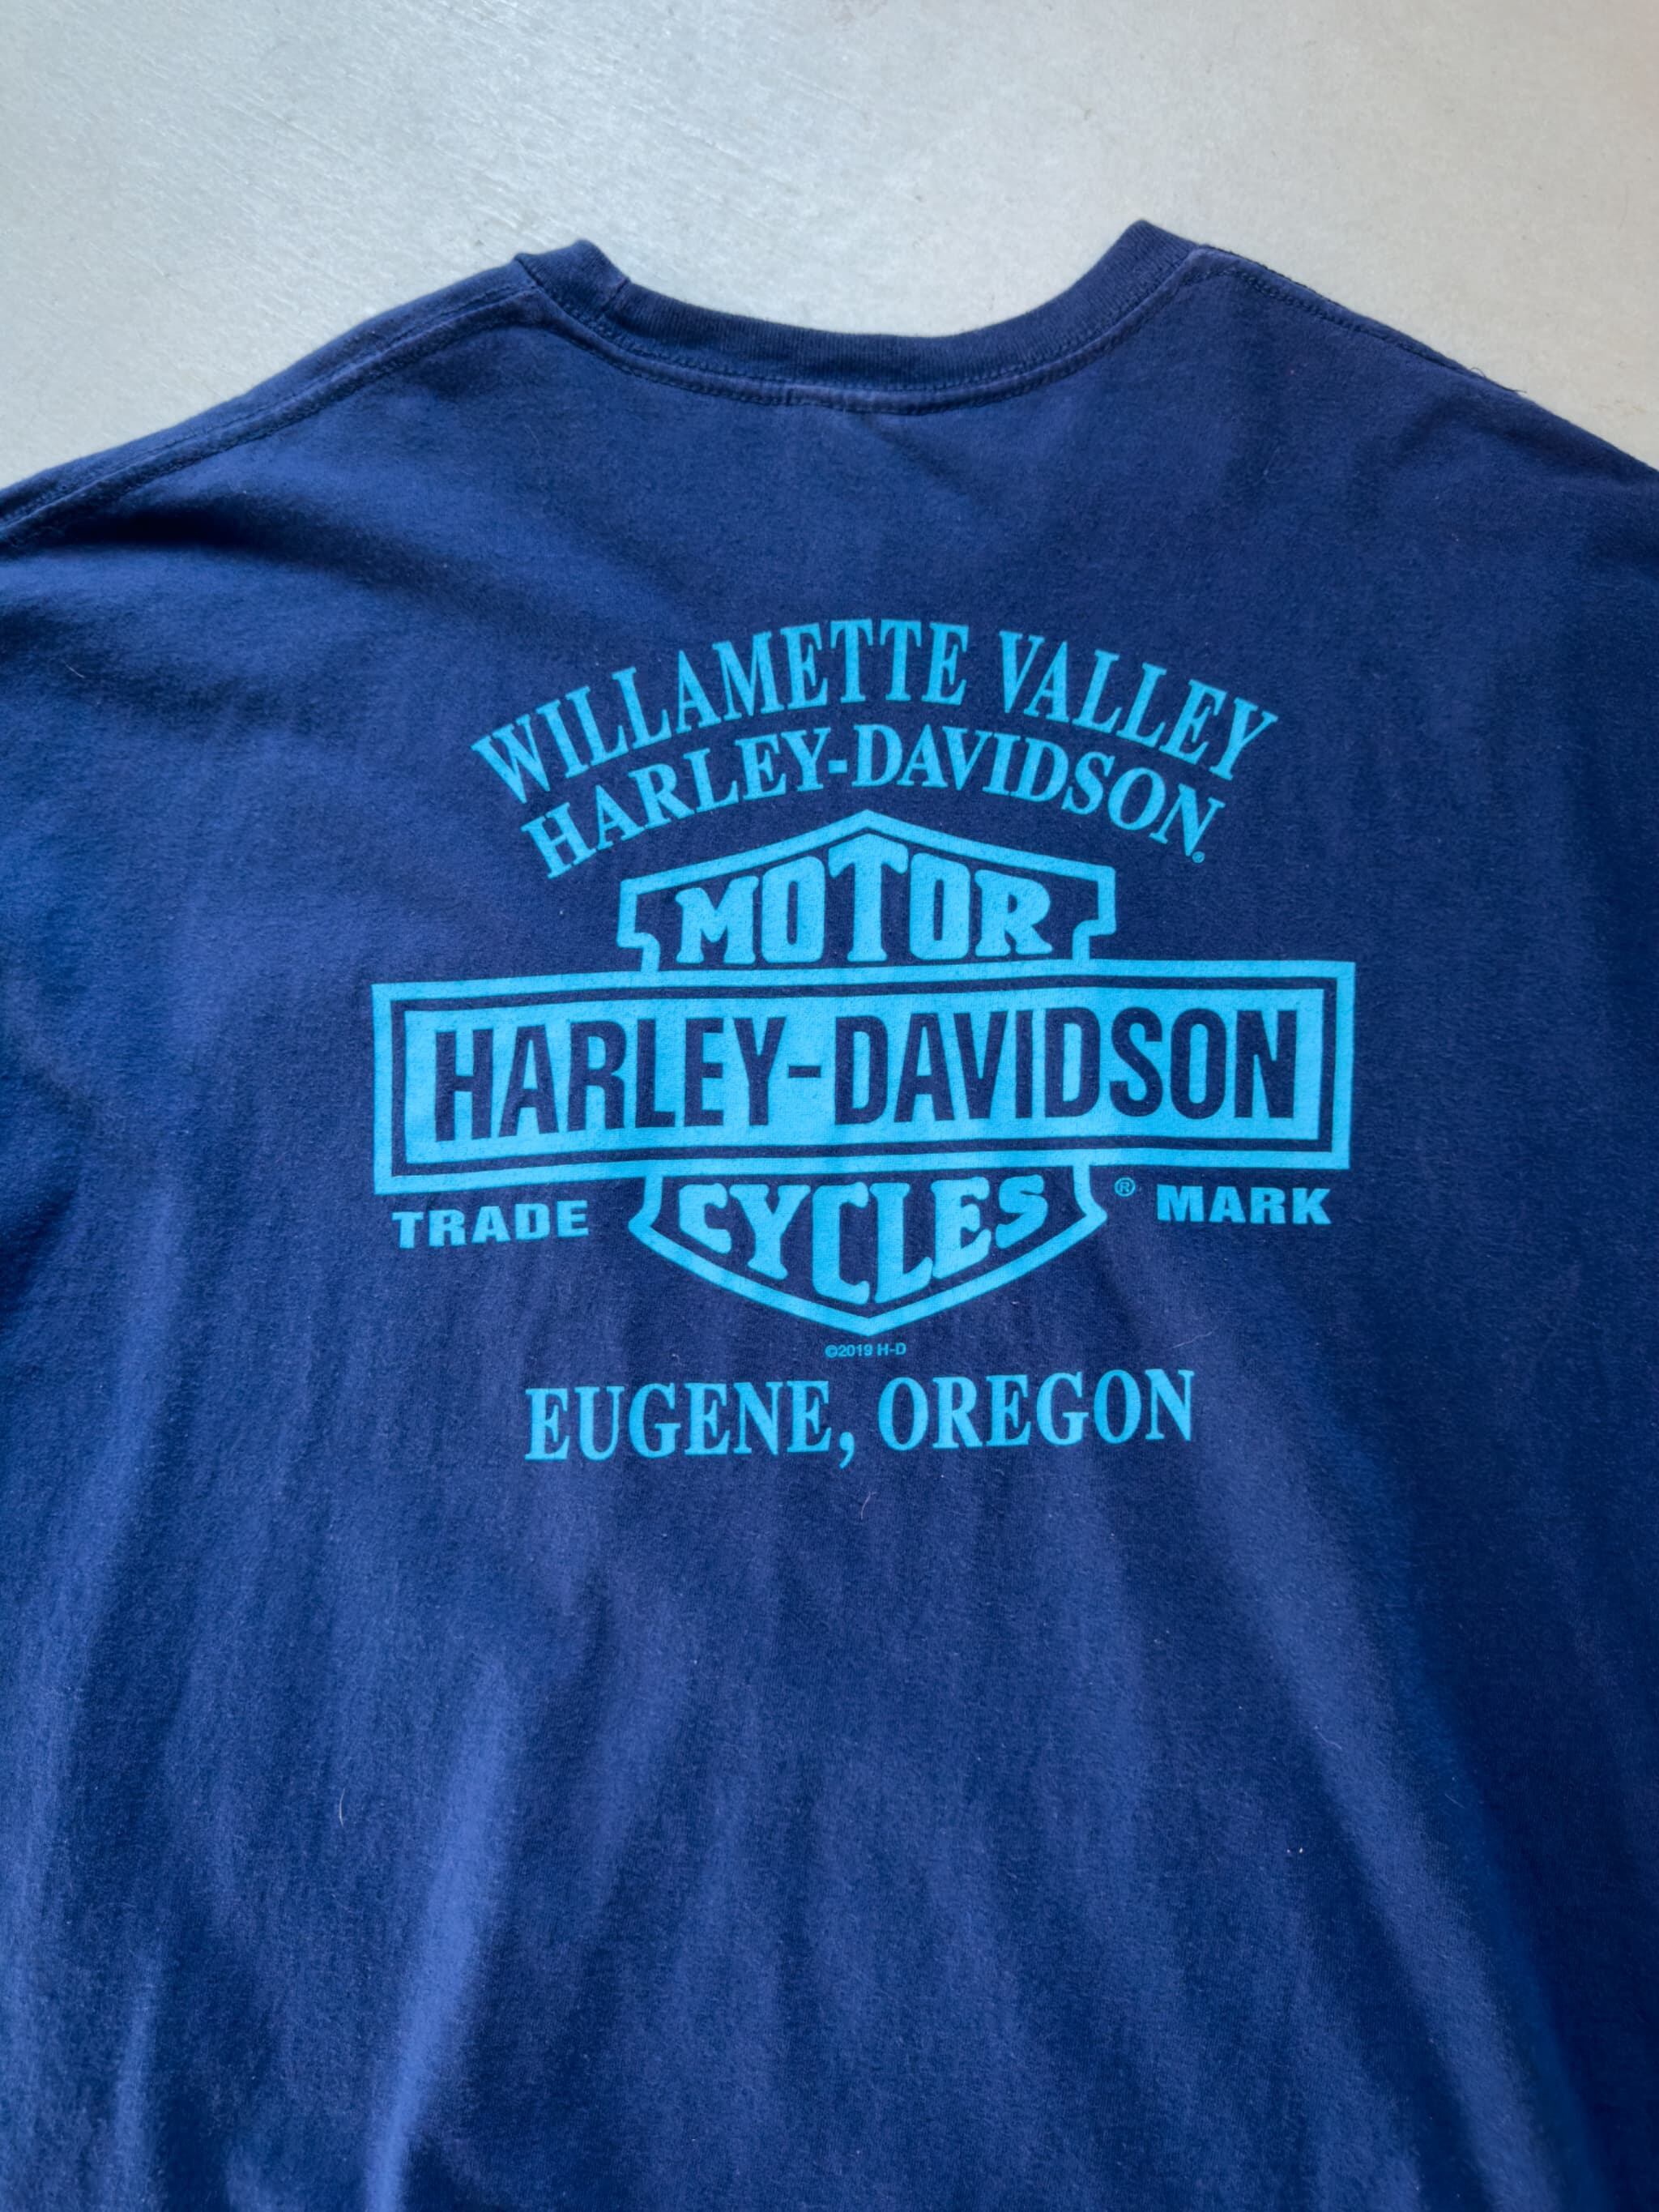 WILLAMETTE VALLEY
HARLEY-DAVIDSON®
MOTOR
HARLEY-DAVIDSON
CYCLES
TRADE ® MARK
©2019 H-D
EUGENE, OREGON